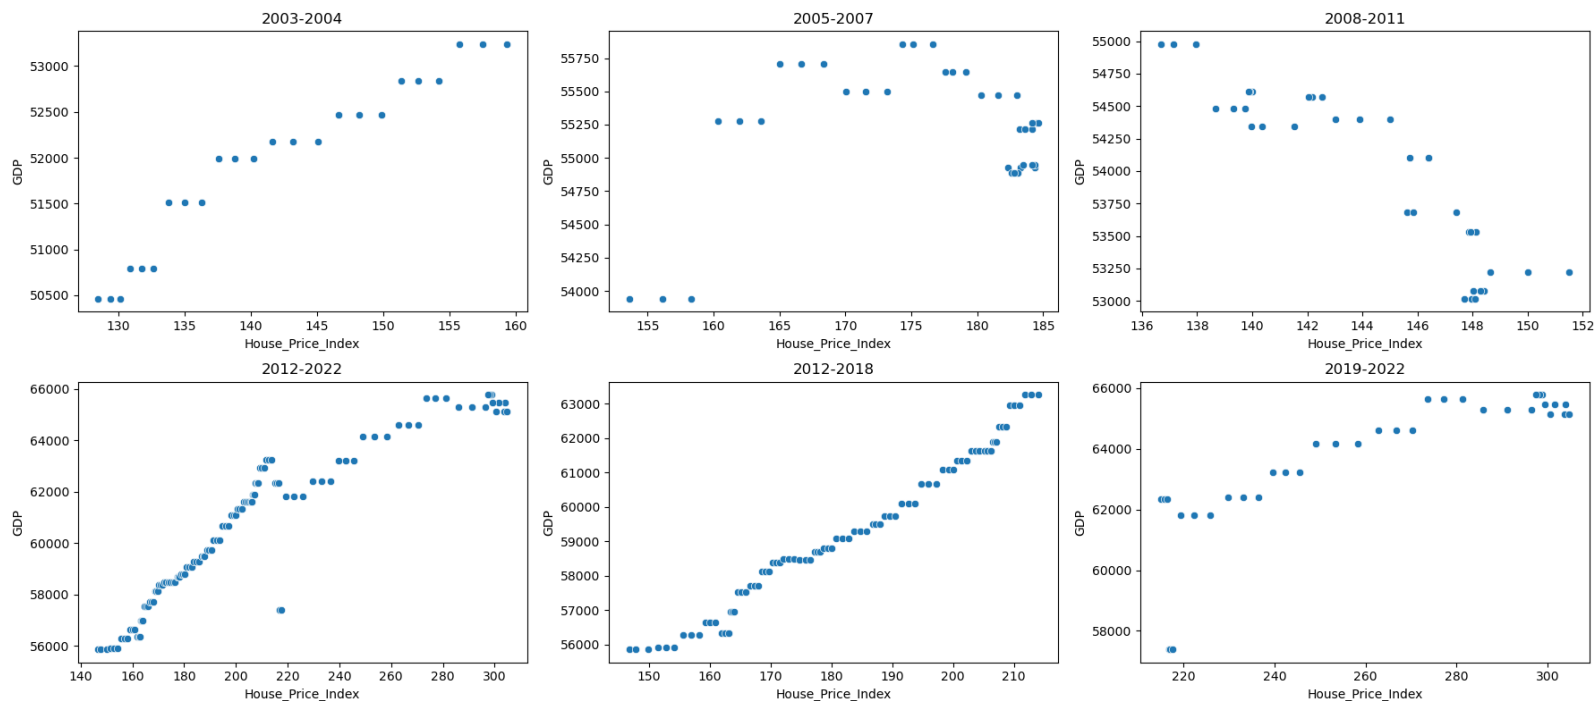 2003-2004
53000
52500
52000
51500
51000
50500
GDP
130 135 140 145 150 155 160
House_Price_Index
2005-2007
55750
55500
55250
55000
54750
54500
54250
54000
GDP
155 160 165 170 175 180 185
House_Price_Index
2008-2011
55000
54750
54500
54250
54000
53750
53500
53250
53000
GDP
136 138 140 142 144 146 148 150 152
House_Price_Index
2012-2022
66000
64000
62000
60000
58000
56000
GDP
140 160 180 200 220 240 260 280 300
House_Price_Index
2012-2018
63000
62000
61000
60000
59000
58000
57000
56000
GDP
150 160 170 180 190 200 210
House_Price_Index
2019-2022
66000
64000
62000
60000
58000
GDP
220 240 260 280 300
House_Price_Index